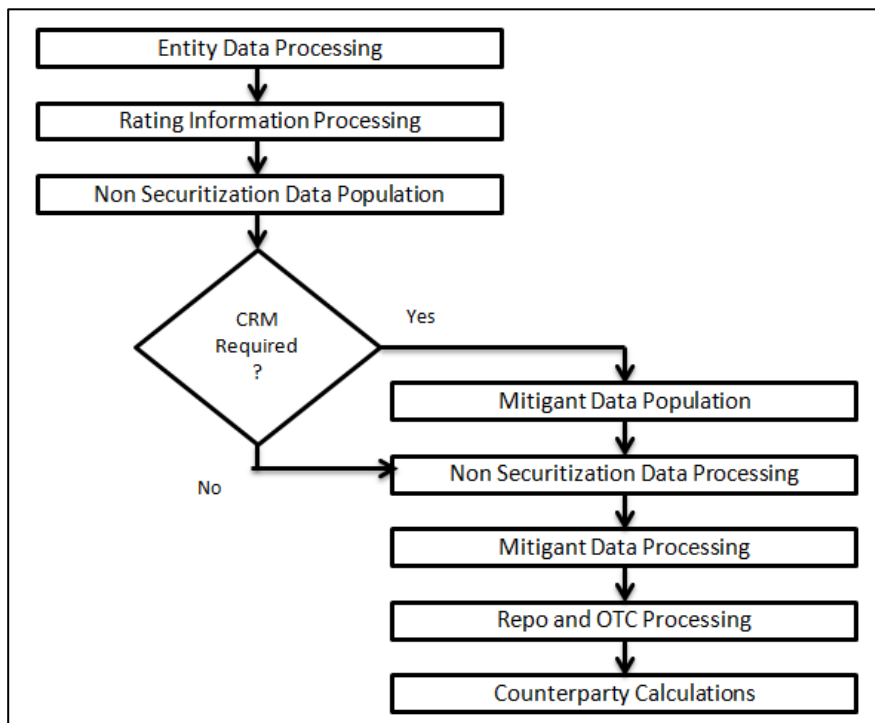 Entity Data Processing
Rating Information Processing
Non Securitization Data Population
CRM
Required
?
Yes
Mitigant Data Population
No
Non Securitization Data Processing
Mitigant Data Processing
Repo and OTC Processing
Counterparty Calculations